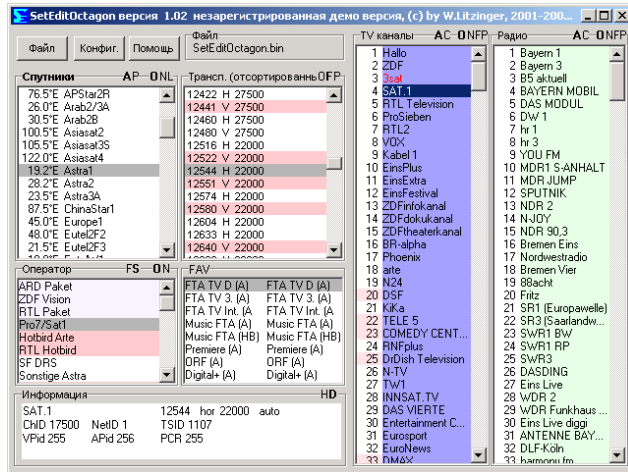 SetEditOctagon версия 1.02 незарегистрированная демо версия, (c) by W.Litzinger, 2001-200...
Файл
Конфиг.
Помощь
Файл
SetEditOctagon.bin
Спутники AP ONL
76.5°E APStar2R
26.0°E Arab2/3A
30.5°E Arab2B
100.5°E Asiasat2
105.5°E Asiasat3S
122.0°E Asiasat4
19.2°E Astra1
28.2°E Astra2
23.5°E Astra3A
87.5°E ChinaStar1
45.0°E Europe1
48.0°E Eutel2F2
21.5°E Eutel2F3
Трансп. (отсортированнь OFP
12422 H 27500
12441 V 27500
12460 H 27500
12480 V 27500
12516 H 22000
12522 V 22000
12544 H 22000
12551 V 22000
12574 H 22000
12580 V 22000
12604 H 22000
12633 H 22000
12640 V 22000
Оператор FS ON
ARD Paket
ZDF Vision
RTL Paket
Pro7/Sat1
Hotbird Arte
RTL Hotbird
SF DRS
Sonstige Astra
FAV
FTA TV D (A) FTA TV D (A)
FTA TV 3. (A) FTA TV 3. (A)
FTA TV Int. (A FTA TV Int. (A)
Music FTA (A) Music FTA (A)
Music FTA (HB) Music FTA (HB)
Premiere (A) Premiere (A)
ORF (A) ORF (A)
Digital+ (A) Digital+ (A)
Информация HD
SAT.1 12544 hor 22000 auto
ChID 17500 NetID 1 TSID 1107
VPid 255 APid 256 PCR 255
TV каналы AC ONFP
1 Hallo
2 ZDF
3 3sat
4 SAT.1
5 RTL Television
6 ProSieben
7 RTL2
8 VOX
9 Kabel 1
10 EinsPlus
11 EinsExtra
12 EinsFestival
13 ZDFinfokanal
14 ZDFdokukanal
15 ZDFtheaterkanal
16 BR-alpha
17 Phoenix
18 arte
19 N24
20 DSF
21 KiKa
22 TELE 5
23 COMEDY CENT...
24 RNFplus
25 DrDish Television
26 N-TV
27 TW1
28 INNSAT.TV
29 DAS VIERTE
30 Entertainment C...
31 Eurosport
32 EuroNews
33 DMAX
Радио AC ONFP
1 Bayern 1
2 Bayern 3
3 B5 aktuell
4 BAYERN MOBIL
5 DAS MODUL
6 DW 1
7 hr 1
8 hr 3
9 YOU FM
10 MDR1 S-ANHALT
11 MDR JUMP
12 SPUTNIK
13 NDR 2
14 N-JOY
15 NDR 90,3
16 Bremen Eins
17 Nordwestradio
18 Bremen Vier
19 88acht
20 Fritz
21 SR1 (Europawelle)
22 SR3 (Saarlandw...
23 SWR1 BW
24 SWR1 RP
25 SWR3
26 DASDING
27 Eins Live
28 WDR 2
29 WDR Funkhaus ...
30 Eins Live diggi
31 ANTENNE BAY...
32 DLF-Köln
33 harmony fm